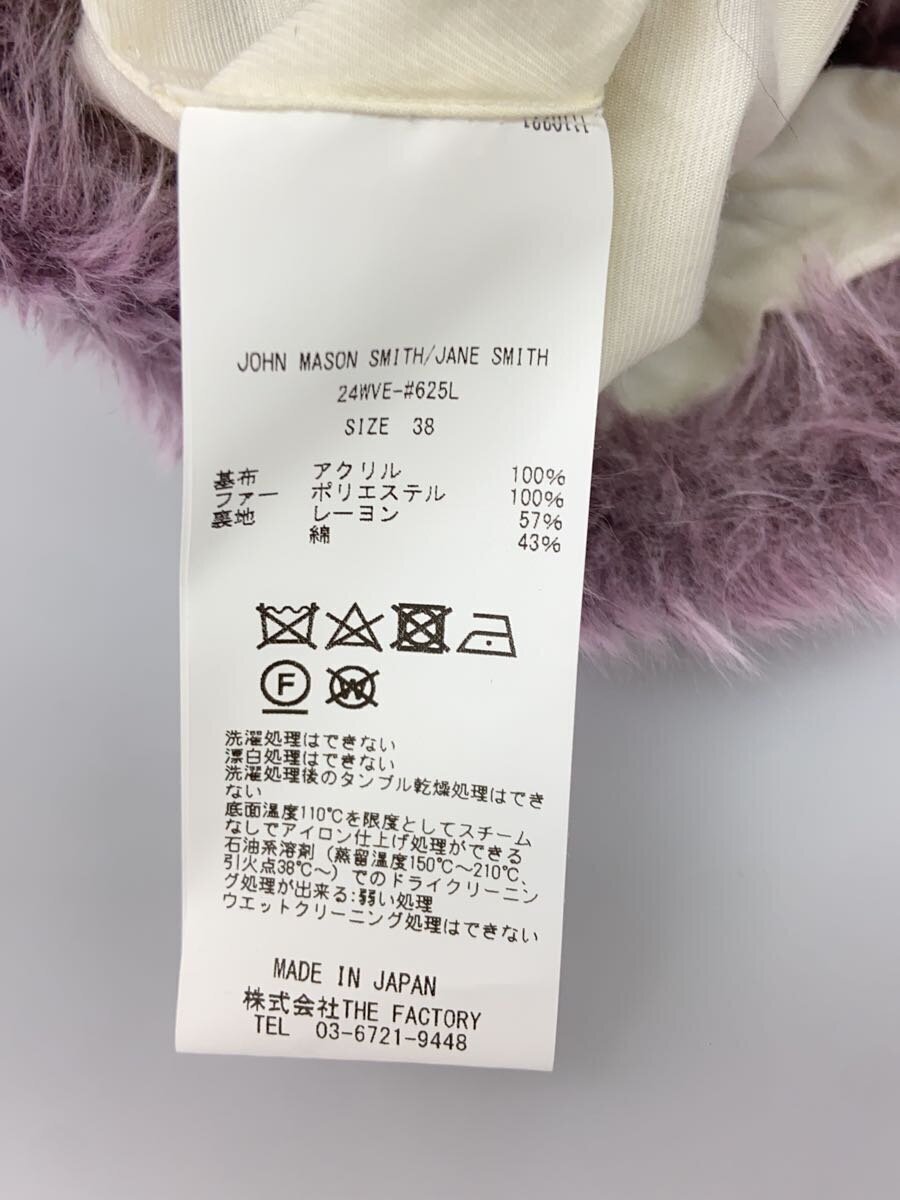 1110221
JOHN MASON SMITH/JANE SMITH
24WVE-#625L
SIZE 38
基布 アクリル 100%
ファー ポリエステル 100%
裏地 レーヨン 57%
綿 43%
F
W
洗濯処理はできない
漂白処理はできない
洗濯処理後のタンブル乾燥処理はでき
ない
底面温度110℃を限度としてスチーム
なしでアイロン仕上げ処理ができる
石油系溶剤（蒸留温度150℃～210℃、
引火点38℃～）でのドライクリーニン
グ処理が出来る:弱い処理
ウエットクリーニング処理はできない
MADE IN JAPAN
株式会社THE FACTORY
TEL 03-6721-9448